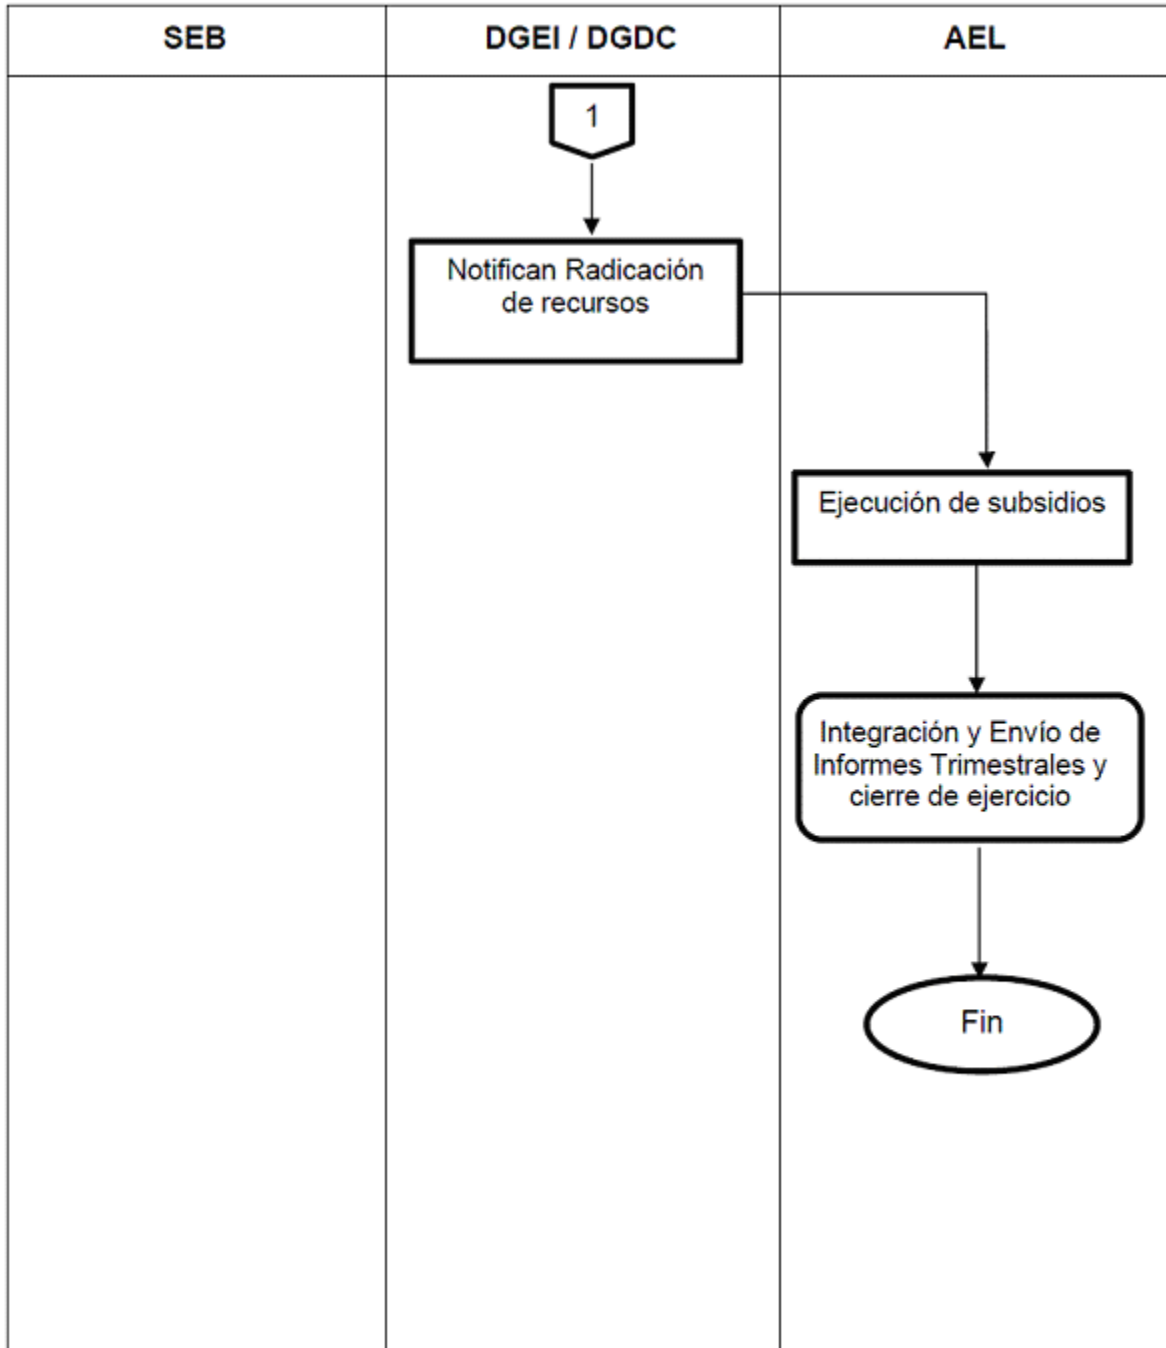 SEB
DGEI / DGDC
AEL
1
Notifican Radicación
de recursos
Ejecución de subsidios
Integración y Envío de
Informes Trimestrales y
cierre de ejercicio
Fin